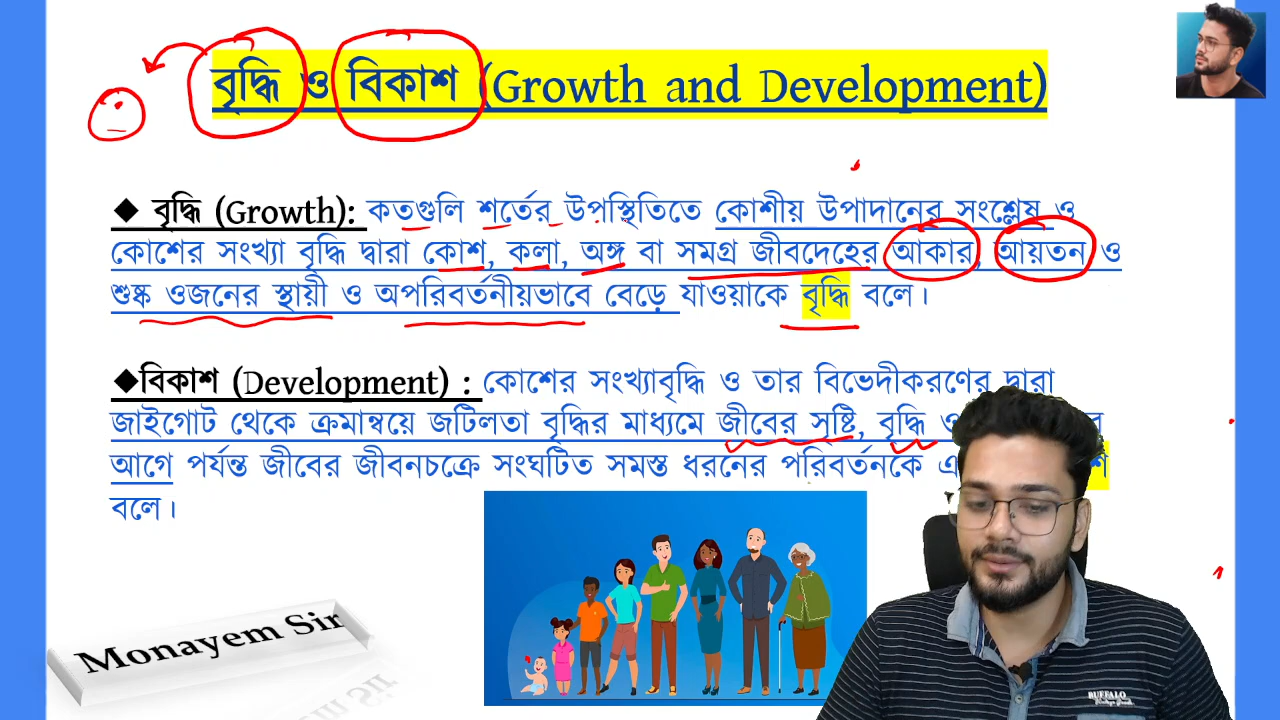 বৃদ্ধি ও বিকাশ (Growth and Development)
◆ বৃদ্ধি (Growth): কতগুলি শর্তের উপস্থিতিতে কোশীয় উপাদানের সংশ্লেষ ও
কোশের সংখ্যা বৃদ্ধি দ্বারা কোশ, কলা, অঙ্গ বা সমগ্র জীবদেহের আকার, আয়তন ও
শুষ্ক ওজনের স্থায়ী ও অপরিবর্তনীয়ভাবে বেড়ে যাওয়াকে বৃদ্ধি বলে।
◆বিকাশ (Development) : কোশের সংখ্যাবৃদ্ধি ও তার বিভেদীকরণের দ্বারা
জাইগোট থেকে ক্রমান্বয়ে জটিলতা বৃদ্ধির মাধ্যমে জীবের সৃষ্টি, বৃদ্ধি ও
আগে পর্যন্ত জীবের জীবনচক্রে সংঘটিত সমস্ত ধরনের পরিবর্তনকে
বলে।
Monayem Sir
BUFFALO